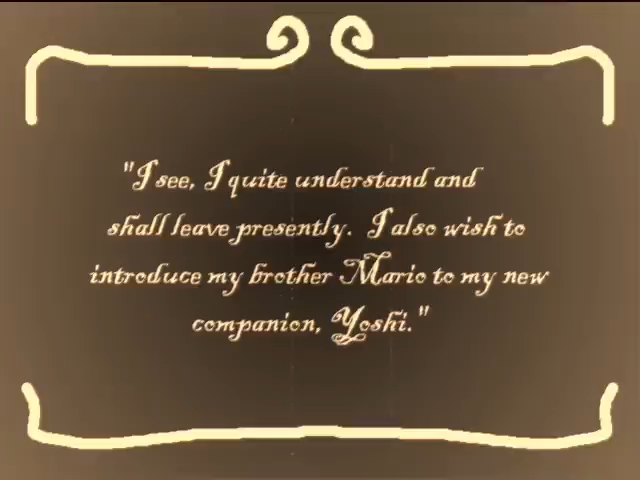 "I see, I quite understand and
shall leave presently. I also wish to
introduce my brother Mario to my new
companion, Yoshi."